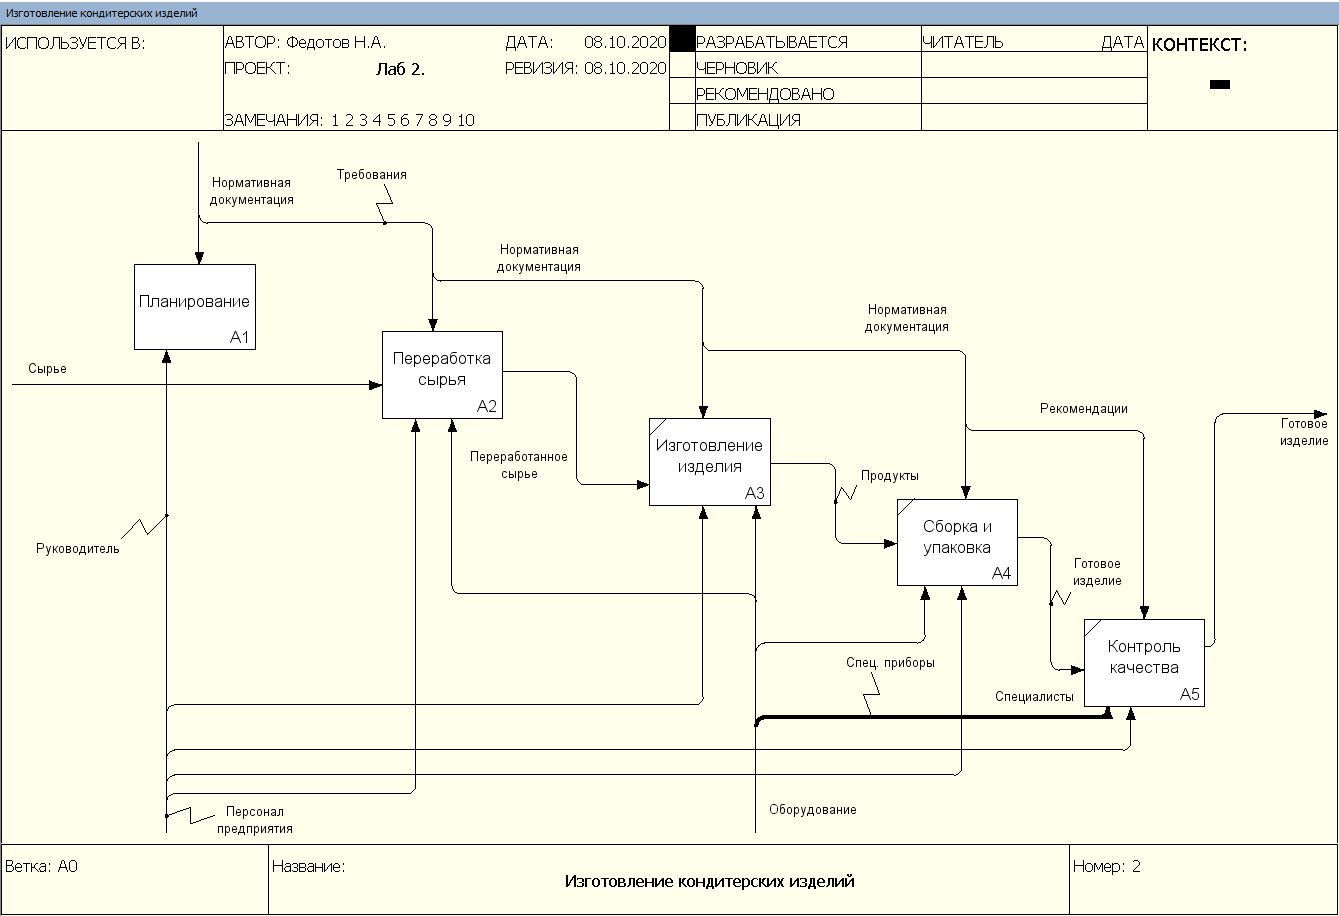 Изготовление кондитерских изделий
ИСПОЛЬЗУЕТСЯ В:
АВТОР: Федотов Н.А.
ДАТА: 08.10.2020
ПРОЕКТ: Лаб 2.
РЕВИЗИЯ: 08.10.2020
ЗАМЕЧАНИЯ: 1 2 3 4 5 6 7 8 9 10
РАЗРАБАТЫВАЕТСЯ
ЧЕРНОВИК
РЕКОМЕНДОВАНО
ПУБЛИКАЦИЯ
ЧИТАТЕЛЬ ДАТА
КОНТЕКСТ:
Требования
Нормативная
документация
Нормативная
документация
Планирование
A1
Нормативная
документация
Сырье
Переработка
сырья
A2
Рекомендации
Готовое
изделие
Переработанное
сырье
Изготовление
изделия
A3
Продукты
Руководитель
Сборка и
упаковка
A4
Готовое
изделие
Контроль
качества
A5
Спец. приборы
Специалисты
Персонал
предприятия
Оборудование
Ветка: A0
Название:
Изготовление кондитерских изделий
Номер: 2